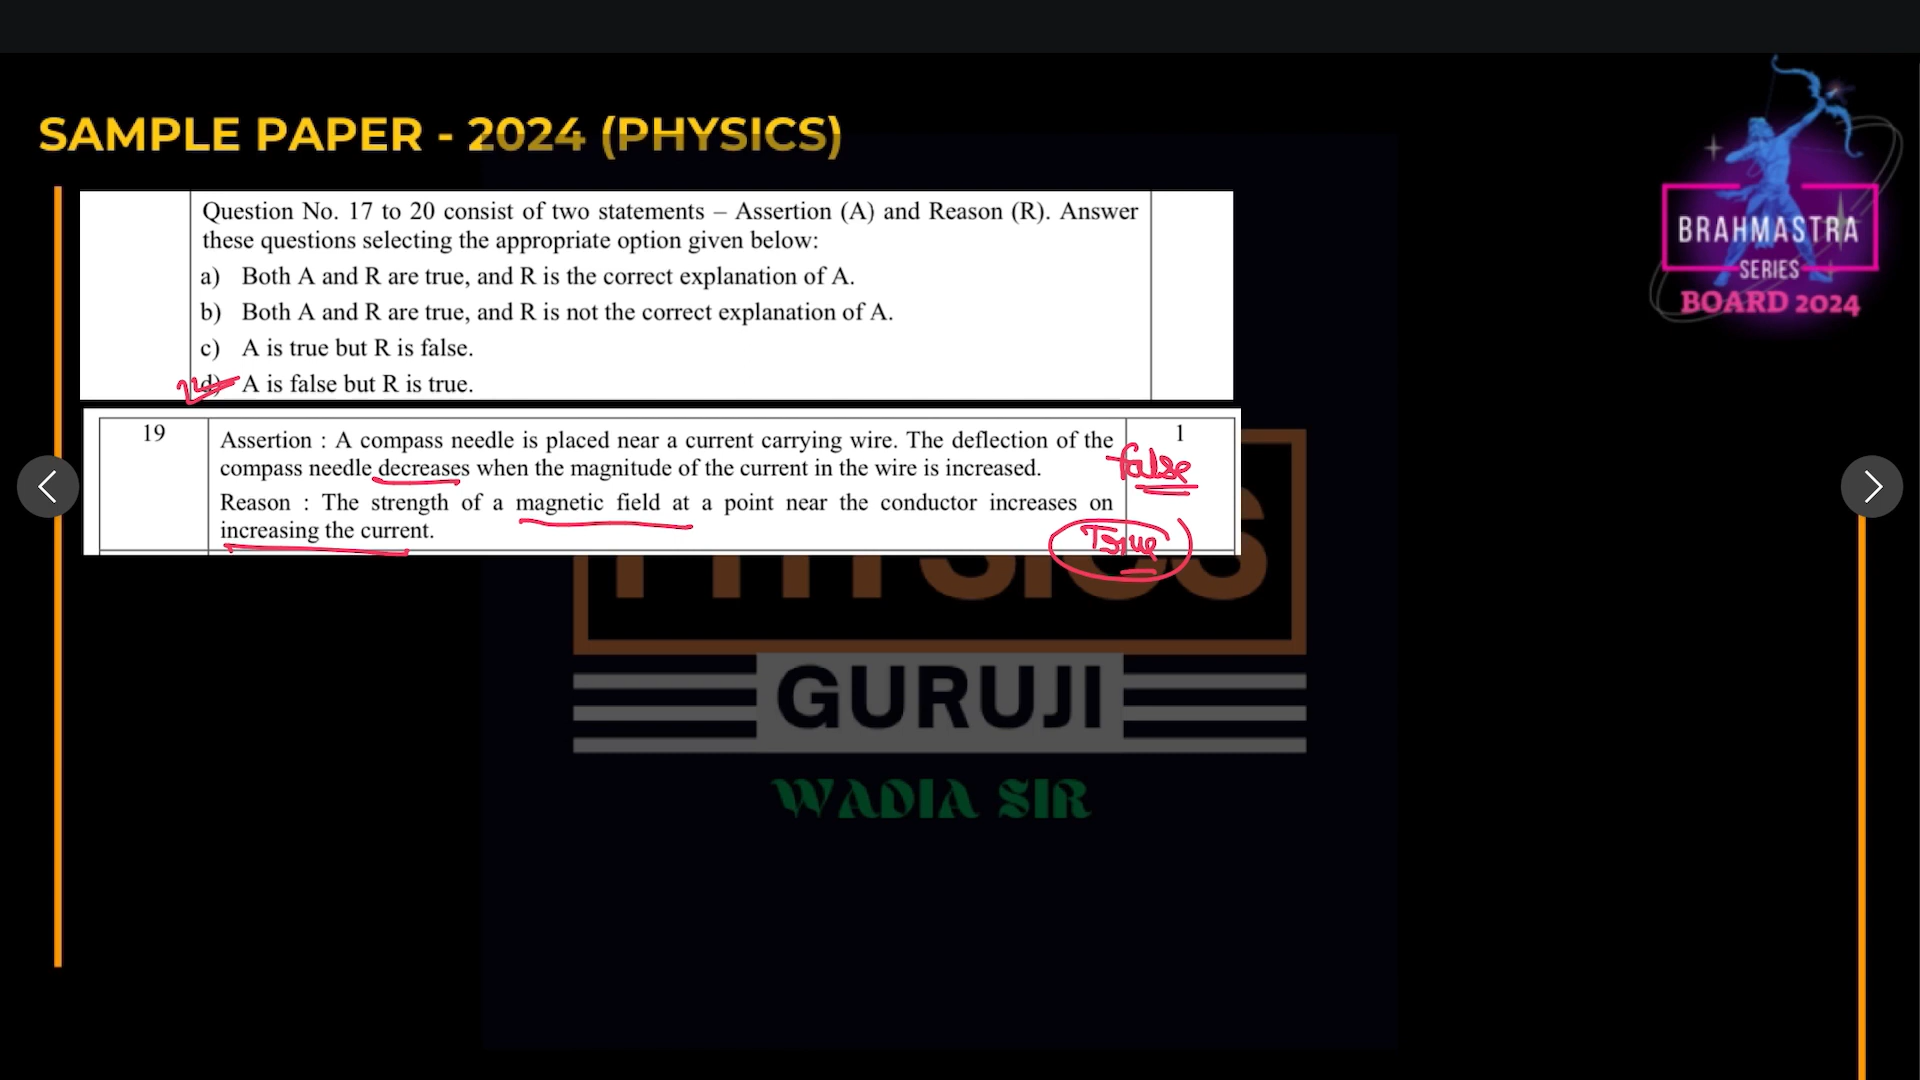 SAMPLE PAPER - 2024 (PHYSICS)
BRAHMASTRA
SERIES
BOARD 2024
Question No. 17 to 20 consist of two statements – Assertion (A) and Reason (R). Answer
these questions selecting the appropriate option given below:
a) Both A and R are true, and R is the correct explanation of A.
b) Both A and R are true, and R is not the correct explanation of A.
c) A is true but R is false.
d) A is false but R is true.
19
Assertion : A compass needle is placed near a current carrying wire. The deflection of the
compass needle decreases when the magnitude of the current in the wire is increased.
1
false
Reason : The strength of a magnetic field at a point near the conductor increases on
increasing the current.
True
PHYSICS
GURUJI
WADIA SIR